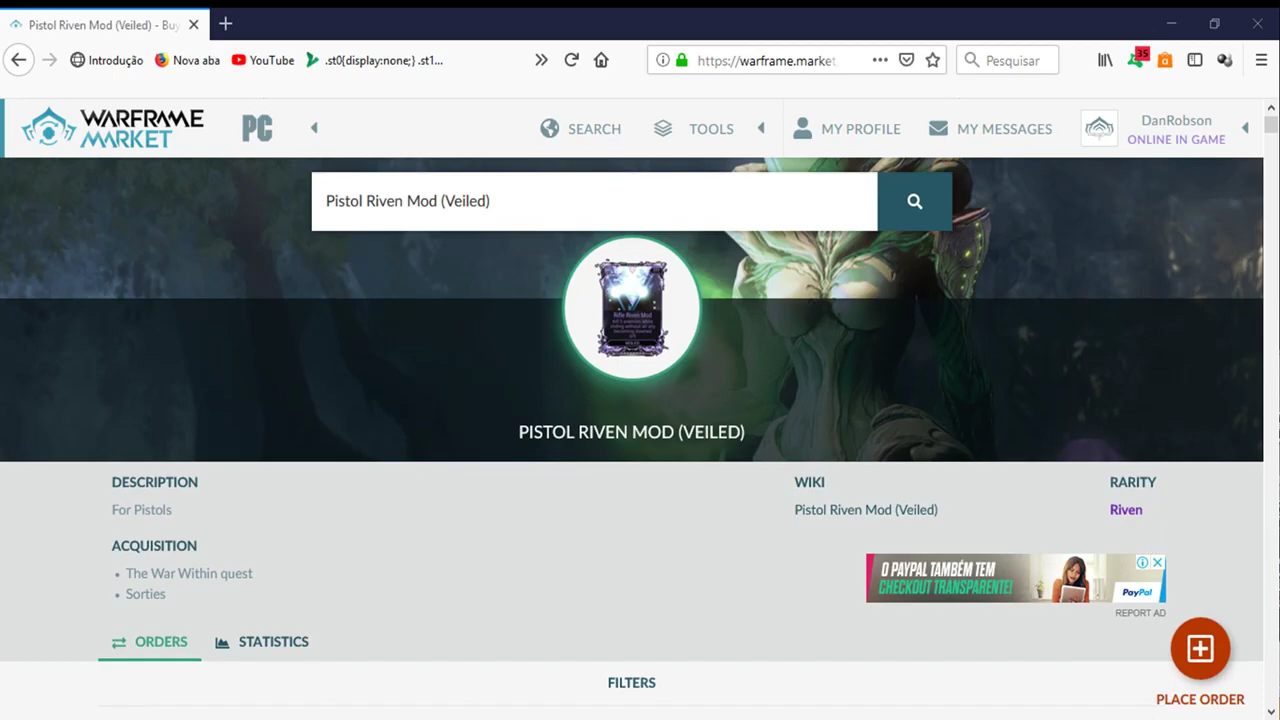 Pistol Riven Mod (Veiled) - Buy
Introdução
Nova aba
YouTube
.st0{display:none;} .st1...
https://warframe.market
Pesquisar
35
WARFRAME
MARKET
PC
SEARCH
TOOLS
MY PROFILE
MY MESSAGES
DanRobson
ONLINE IN GAME
Pistol Riven Mod (Veiled)
Rifle Riven Mod
PISTOL RIVEN MOD (VEILED)
DESCRIPTION
For Pistols
WIKI
Pistol Riven Mod (Veiled)
RARITY
Riven
ACQUISITION
• The War Within quest
• Sorties
O PAYPAL TAMBÉM TEM
CHECKOUT TRANSPARENTE!
PayPal
REPORT AD
ORDERS
STATISTICS
FILTERS
PLACE ORDER